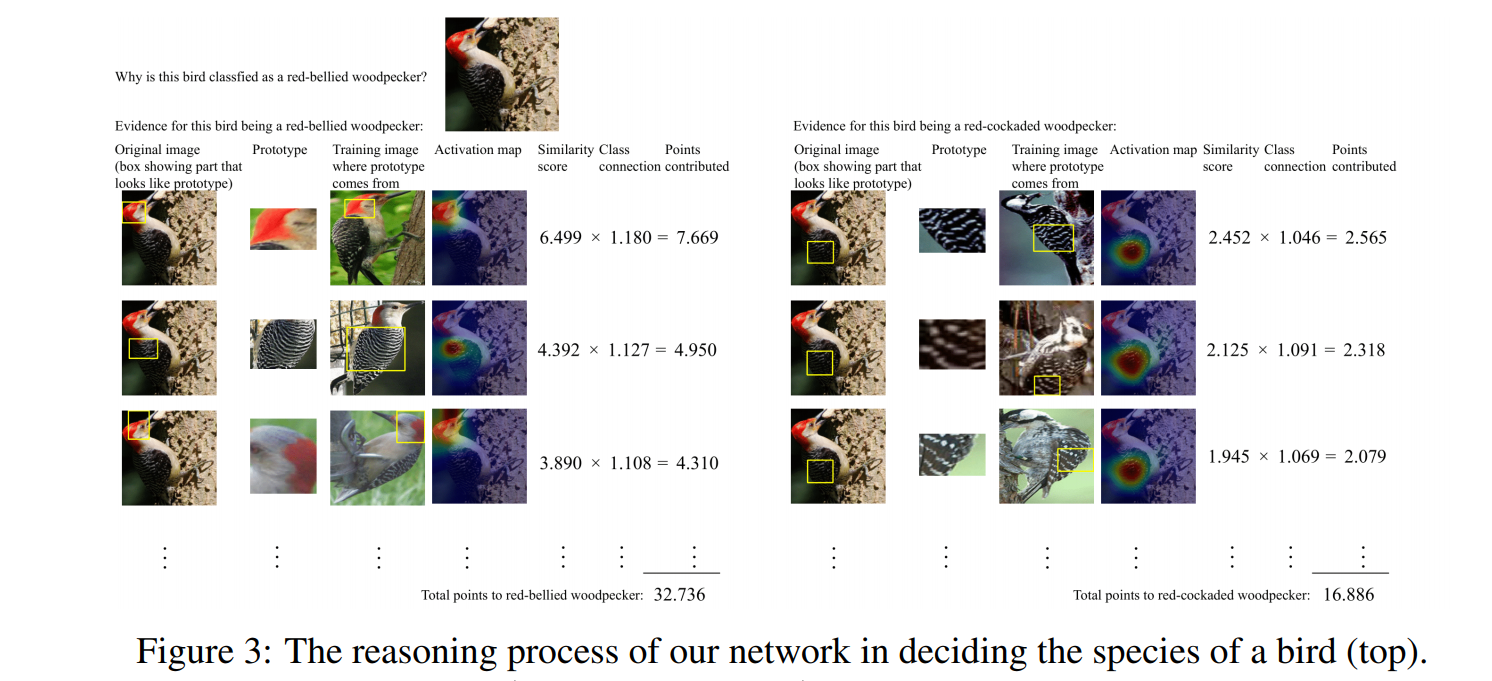 Why is this bird classfied as a red-bellied woodpecker?
Evidence for this bird being a red-bellied woodpecker:
Original image
(box showing part that
looks like prototype)
Prototype
Training image
where prototype
comes from
Activation map
Similarity
score
Class
connection
Points
contributed
6.499 × 1.180 = 7.669
4.392 × 1.127 = 4.950
3.890 × 1.108 = 4.310
Total points to red-bellied woodpecker: 32.736
Evidence for this bird being a red-cockaded woodpecker:
Original image
(box showing part that
looks like prototype)
Prototype
Training image
where prototype
comes from
Activation map
Similarity
score
Class
connection
Points
contributed
2.452 × 1.046 = 2.565
2.125 × 1.091 = 2.318
1.945 × 1.069 = 2.079
Total points to red-cockaded woodpecker: 16.886
Figure 3: The reasoning process of our network in deciding the species of a bird (top).